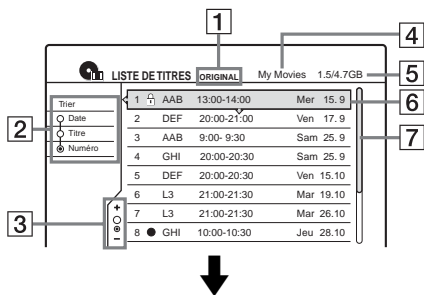 1
4
LISTE DE TITRES ORIGINAL My Movies 1.5/4.7GB
5
Trier
Date
Titre
Numéro
2
1 AAB 13:00-14:00 Mer 15. 9
6
2 DEF 20:00-21:00 Ven 17. 9
7
3 AAB 9:00- 9:30 Sam 25. 9
4 GHI 20:00-20:30 Sam 25. 9
5 DEF 20:00-20:30 Ven 15.10
3
+
−
6 L3 21:00-21:30 Mar 19.10
7 L3 21:00-21:30 Mar 26.10
8 GHI 10:00-10:30 Jeu 28.10